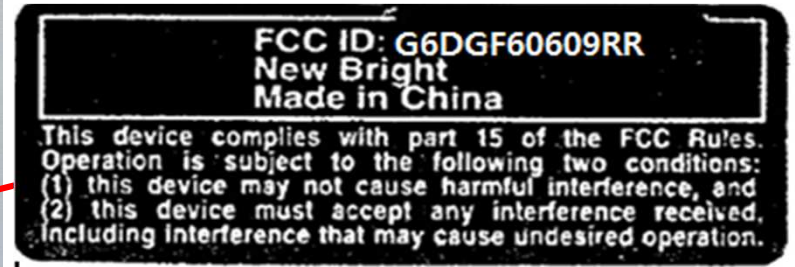 FCC ID: G6DGF60609RR
New Bright
Made in China
This device complies with part 15 of the FCC Rules.
Operation is subject to the following two conditions:
(1) this device may not cause harmful interference, and
(2) this device must accept any interference received,
including interference that may cause undesired operation.